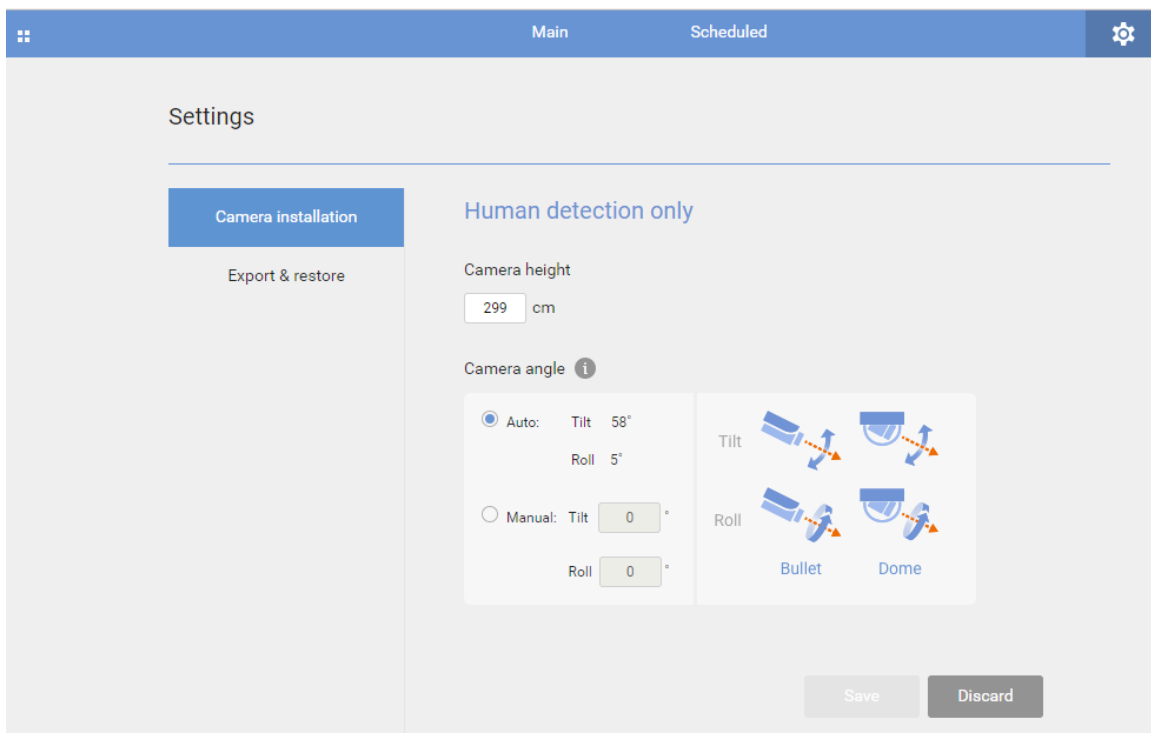 Main Scheduled
Settings
Camera installation
Export & restore
Human detection only
Camera height
299 cm
Camera angle
Auto: Tilt 58°
Roll 5°
Manual: Tilt 0 °
Roll 0 °
Tilt
Roll
Bullet Dome
Save Discard